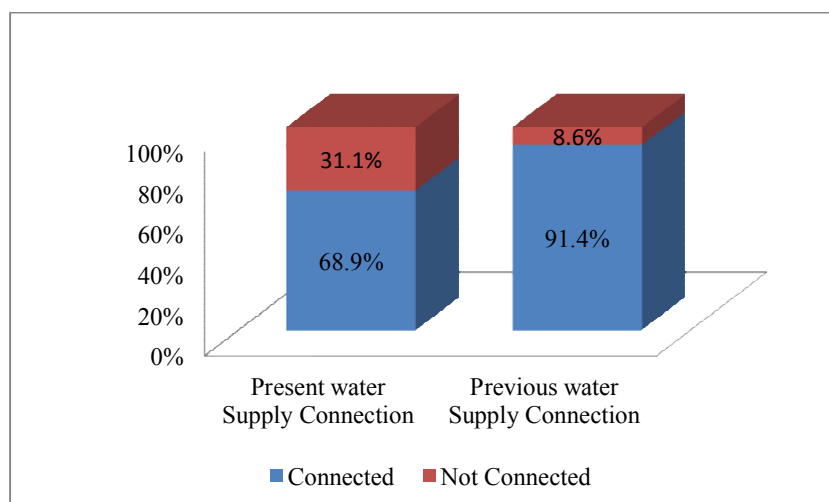 31.1%
8.6%
100%
80%
60%
40%
20%
0%
68.9%
91.4%
Present water
Supply Connection
Previous water
Supply Connection
Connected
Not Connected